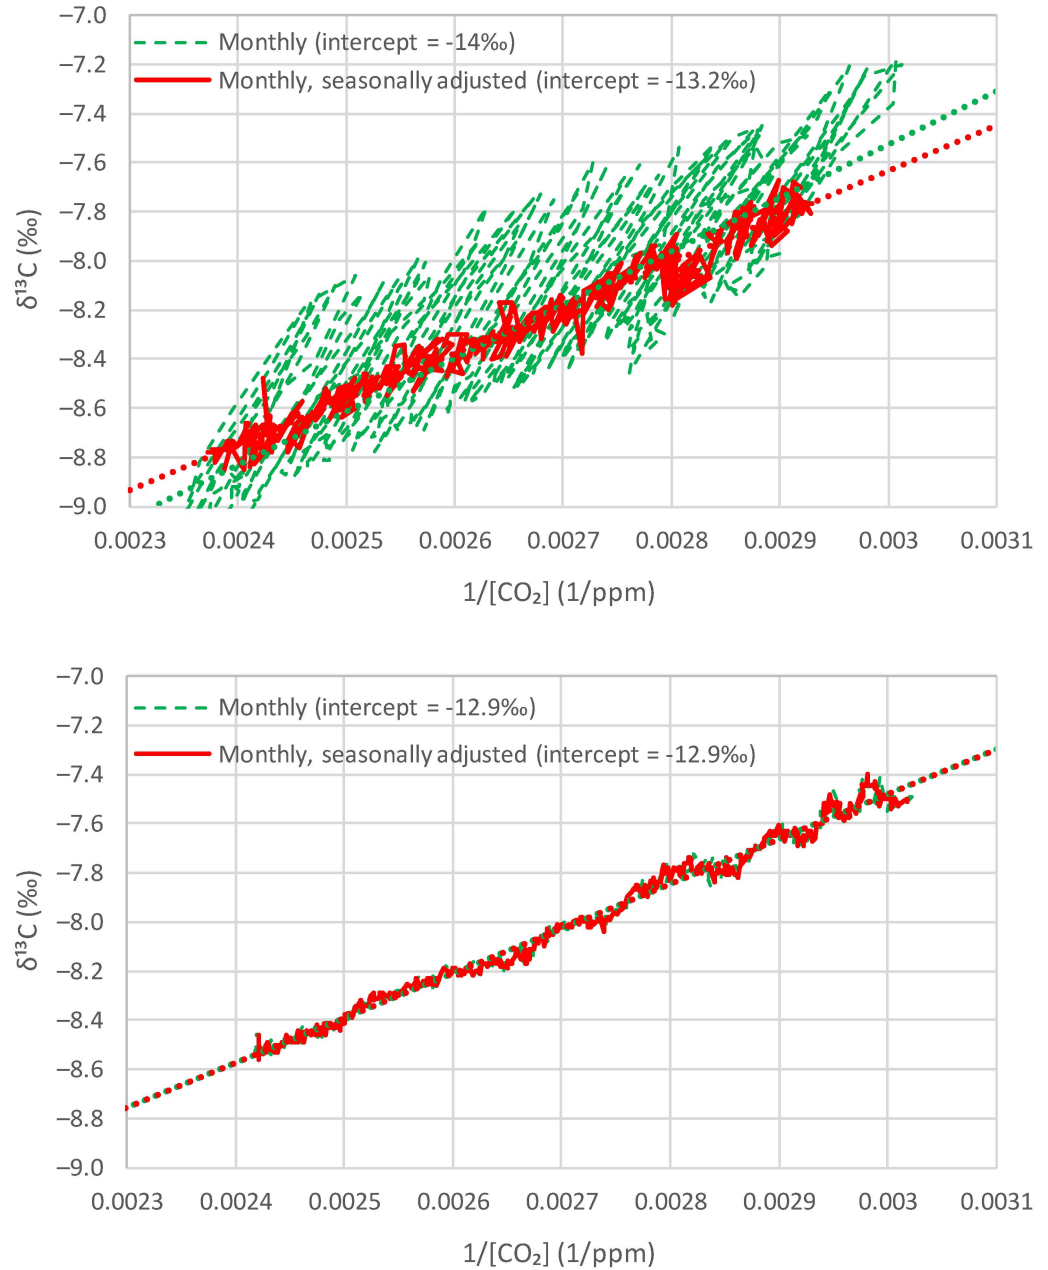 −7.0
Monthly (intercept = -14‰)
−7.2
Monthly, seasonally adjusted (intercept = -13.2‰)
−7.4
−7.6
−7.8
−8.0
−8.2
−8.4
−8.6
−8.8
−9.0
δ¹³C (‰)
0.0023 0.0024 0.0025 0.0026 0.0027 0.0028 0.0029 0.003 0.0031
1/[CO₂] (1/ppm)
−7.0
Monthly (intercept = -12.9‰)
−7.2
Monthly, seasonally adjusted (intercept = -12.9‰)
−7.4
−7.6
−7.8
−8.0
−8.2
−8.4
−8.6
−8.8
−9.0
δ¹³C (‰)
0.0023 0.0024 0.0025 0.0026 0.0027 0.0028 0.0029 0.003 0.0031
1/[CO₂] (1/ppm)